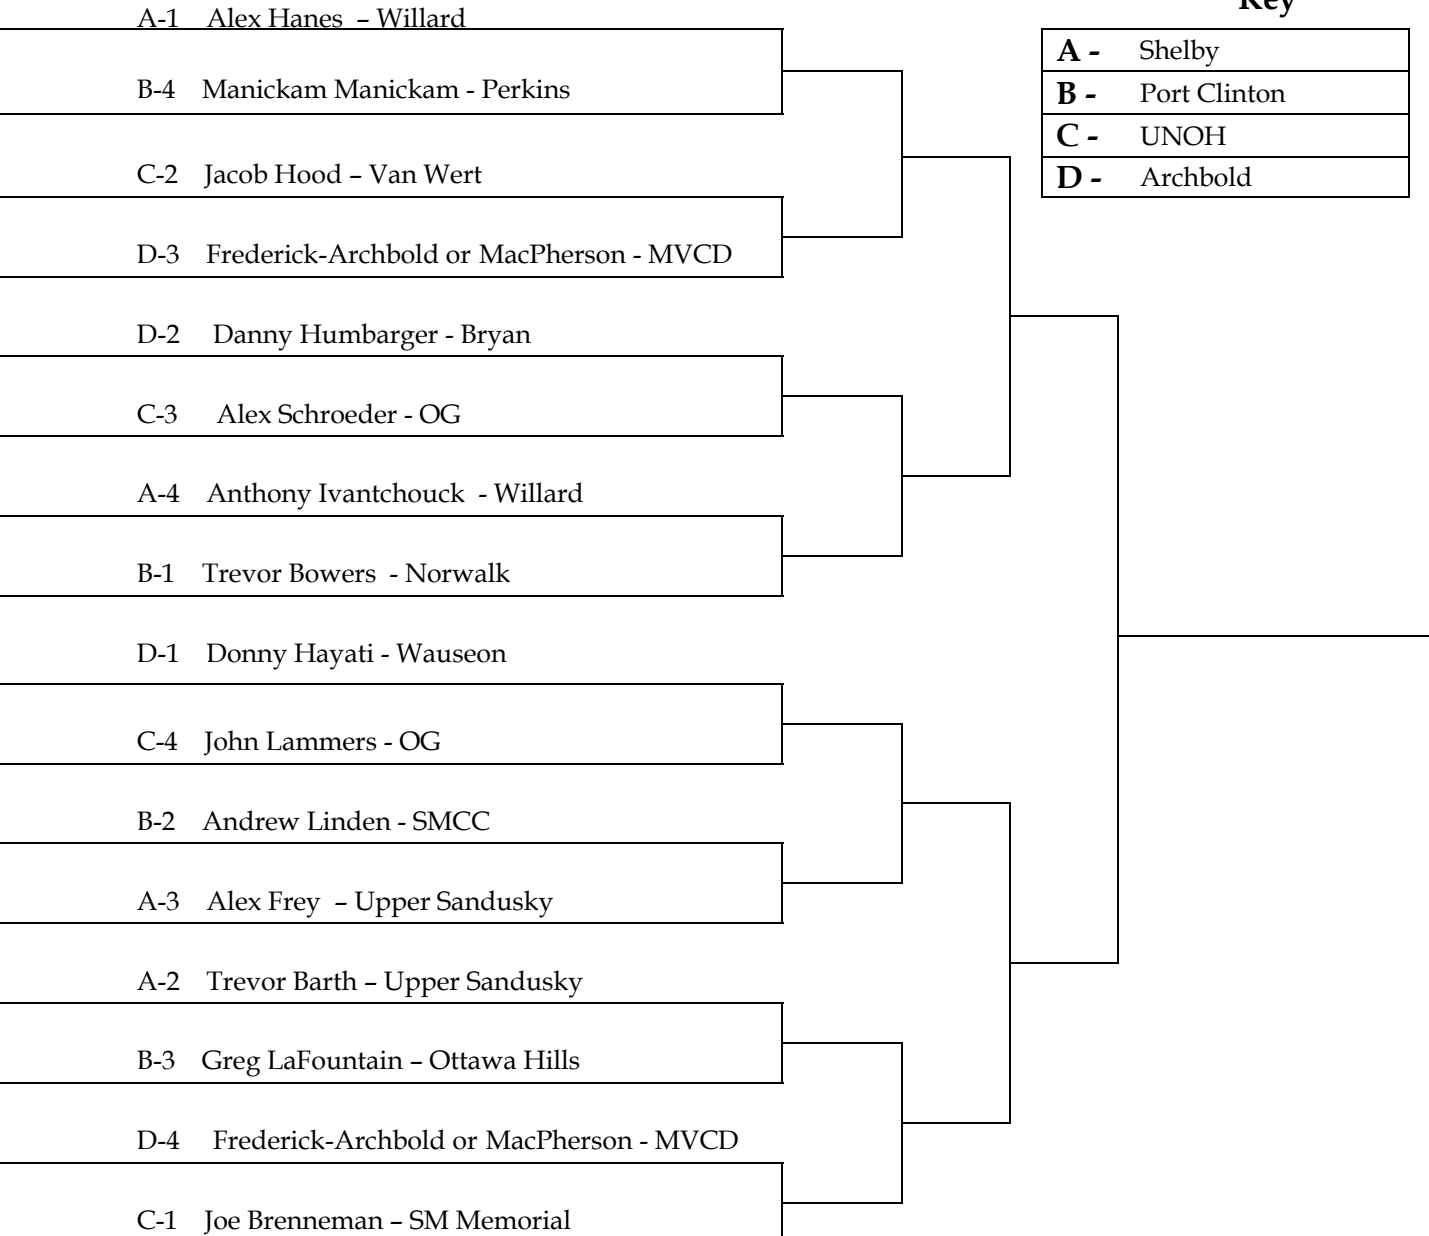 Key
A-1 Alex Hanes – Willard
A - Shelby
B-4 Manickam Manickam - Perkins
B - Port Clinton
C - UNOH
C-2 Jacob Hood – Van Wert
D - Archbold
D-3 Frederick-Archbold or MacPherson - MVCD
D-2 Danny Humbarger - Bryan
C-3 Alex Schroeder - OG
A-4 Anthony Ivantchouck - Willard
B-1 Trevor Bowers - Norwalk
D-1 Donny Hayati - Wauseon
C-4 John Lammers - OG
B-2 Andrew Linden - SMCC
A-3 Alex Frey – Upper Sandusky
A-2 Trevor Barth – Upper Sandusky
B-3 Greg LaFountain – Ottawa Hills
D-4 Frederick-Archbold or MacPherson - MVCD
C-1 Joe Brenneman – SM Memorial